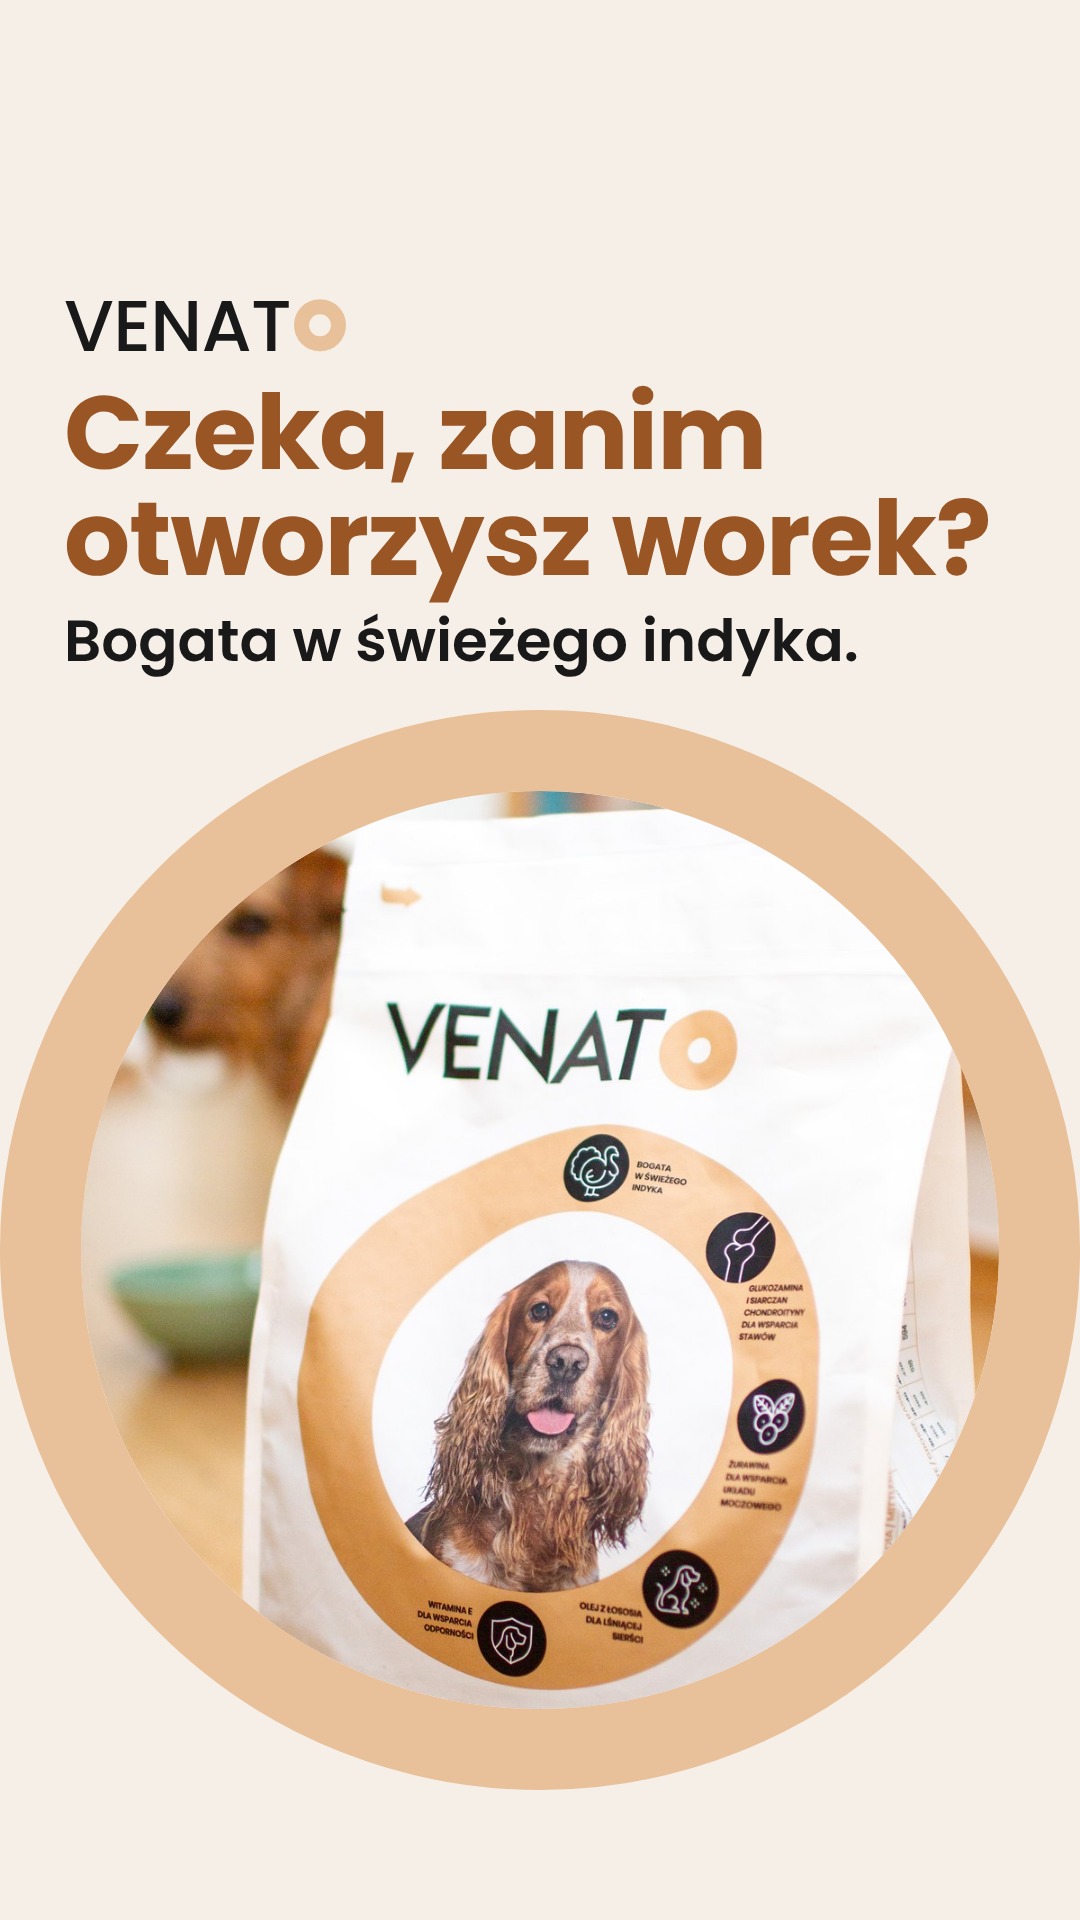 VENATO
Czeka, zanim
otworzysz worek?
Bogata w świeżego indyka.
VENATO
BOGATA
W ŚWIEŻEGO
INDYKA
GLUKOZAMINA
I SIARCZAN
CHONDROITYNY
DLA WSPARCIA
STAWÓW
ŻURAWINA
DLA WSPARCIA
UKŁADU
MOCZOWEGO
OLEJ Z ŁOSOSIA
DLA LŚNIĄCEJ
SIERŚCI
WITAMINA E
DLA WSPARCIA
ODPORNOŚCI